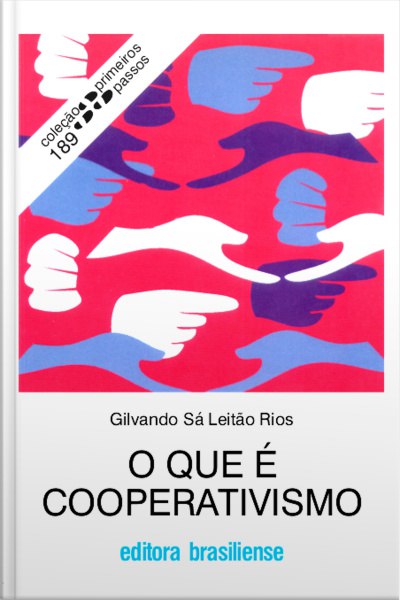 coleção primeiros
189 passos
Gilvando Sá Leitão Rios
O QUE É
COOPERATIVISMO
editora brasiliense